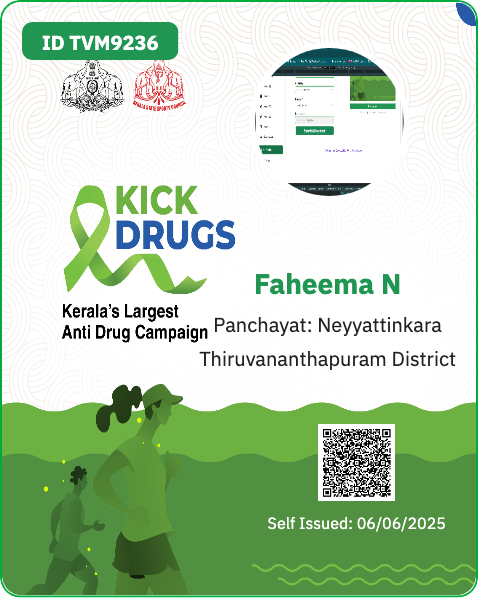 ID TVM9236
KICK
DRUGS
Kerala's Largest
Anti Drug Campaign
Faheema N
Panchayat: Neyyattinkara
Thiruvananthapuram District
Self Issued: 06/06/2025